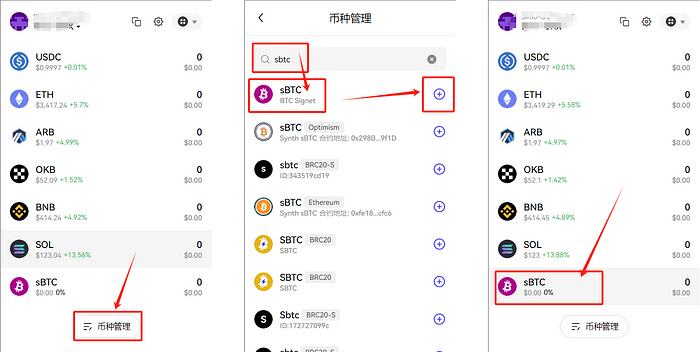 USDC
$0.9997 +0.01%
0
$0.00
ETH
$3,417.24 +5.7%
0
$0.00
ARB
$1.97 +4.99%
0
$0.00
OKB
$52.09 +1.52%
0
$0.00
BNB
$414.24 +4.92%
0
$0.00
SOL
$123.04 +13.56%
0
$0.00
sBTC
$0.00 0%
0
$0.00
币种管理
币种管理
sbtc
sBTC
BTC Signet
sBTC Optimism
Synth sBTC 合约地址: 0x298B...9f1D
sbtc BRC20-S
ID:343519cd19
sBTC Ethereum
Synth sBTC 合约地址: 0xfe18...cfc6
SBTC BRC20
SBTC
SBTC BRC20
SBTC
Sbtc BRC20-S
ID:172727099c
Sbtc BRC20-S
USDC
$0.9997 +0.01%
0
$0.00
ETH
$3,419.29 +5.58%
0
$0.00
ARB
$1.97 +4.97%
0
$0.00
OKB
$52.1 +1.42%
0
$0.00
BNB
$414.45 +4.89%
0
$0.00
SOL
$123 +13.88%
0
$0.00
sBTC
$0.00 0%
0
$0.00
币种管理